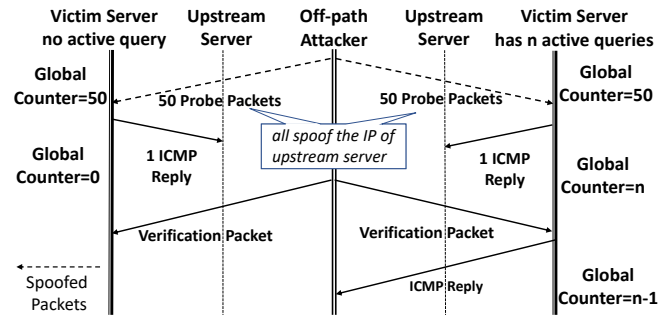 Victim Server
no active query
Upstream
Server
Off-path
Attacker
Upstream
Server
Victim Server
has n active queries
Global
Counter=50
50 Probe Packets
50 Probe Packets
Global
Counter=50
all spoof the IP of
upstream server
Global
Counter=0
1 ICMP
Reply
1 ICMP
Reply
Global
Counter=n
Verification Packet
Verification Packet
Spoofed
Packets
ICMP Reply
Global
Counter=n-1